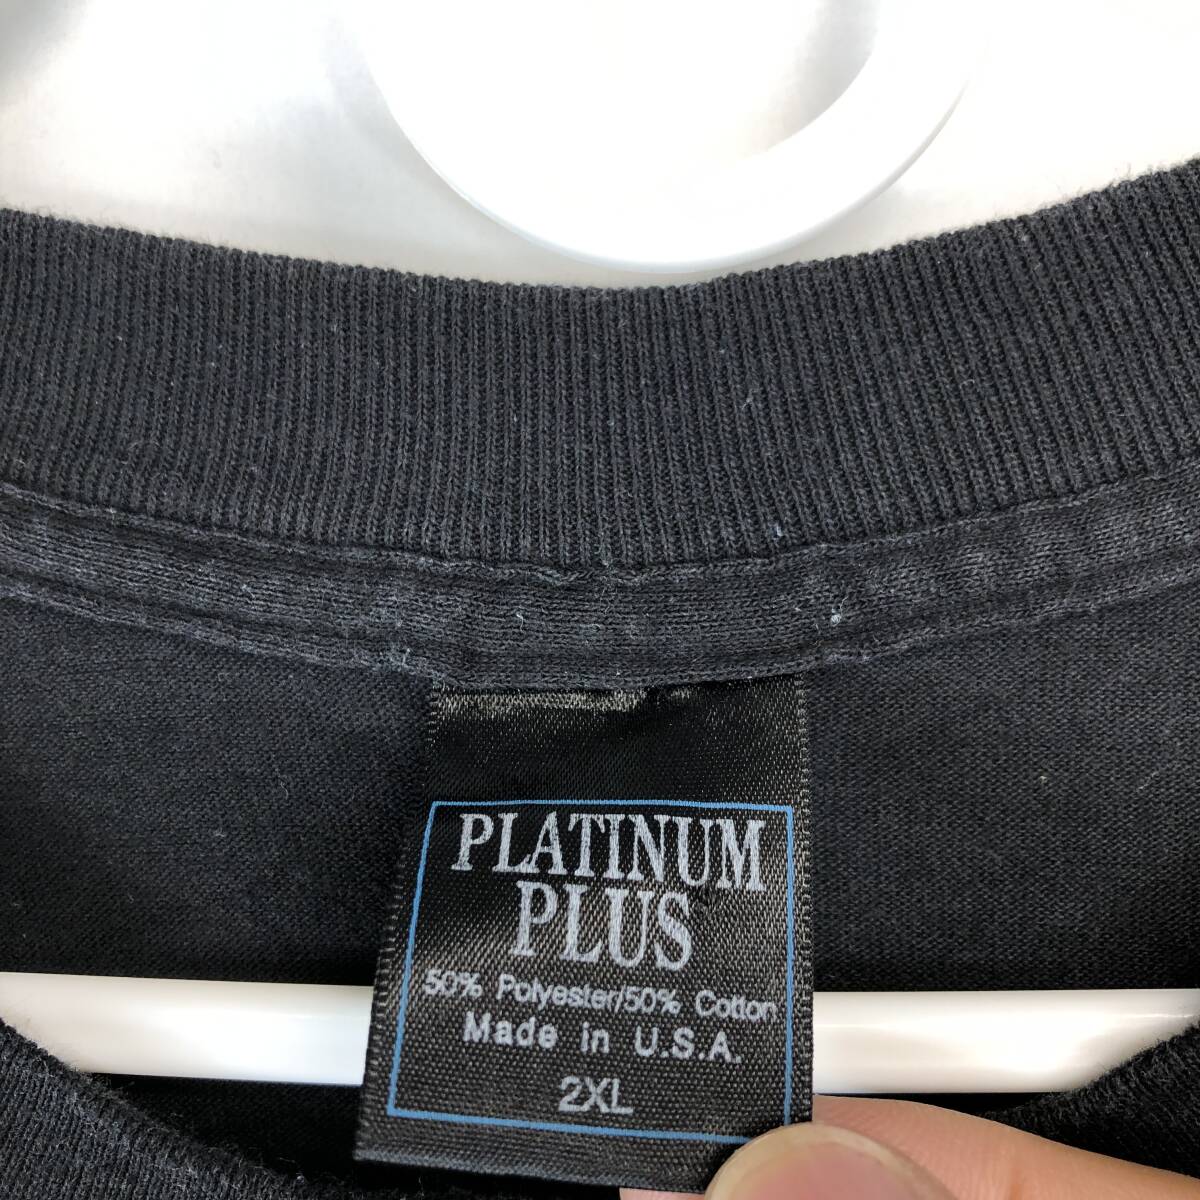 PLATINUM
PLUS
50% Polyester/50% Cotton
Made in U.S.A.
2XL